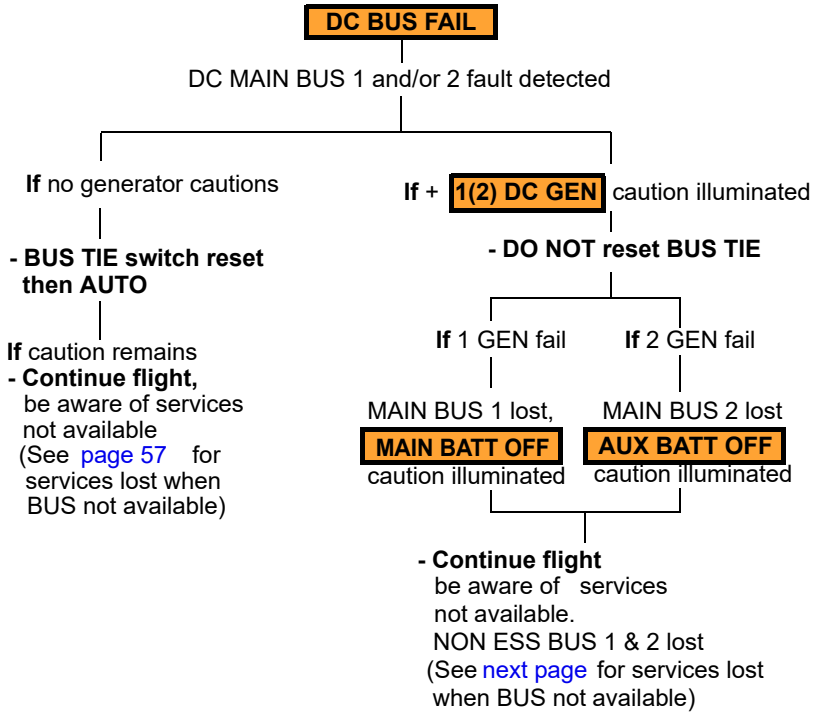 DC BUS FAIL
DC MAIN BUS 1 and/or 2 fault detected
If no generator cautions
- BUS TIE switch reset
then AUTO
If caution remains
- Continue flight,
be aware of services
not available
(See page 57 for
services lost when
BUS not available)
If + 1(2) DC GEN caution illuminated
- DO NOT reset BUS TIE
If 1 GEN fail
MAIN BUS 1 lost,
MAIN BATT OFF
caution illuminated
If 2 GEN fail
MAIN BUS 2 lost
AUX BATT OFF
caution illuminated
- Continue flight
be aware of services
not available.
NON ESS BUS 1 & 2 lost
(See next page for services lost
when BUS not available)